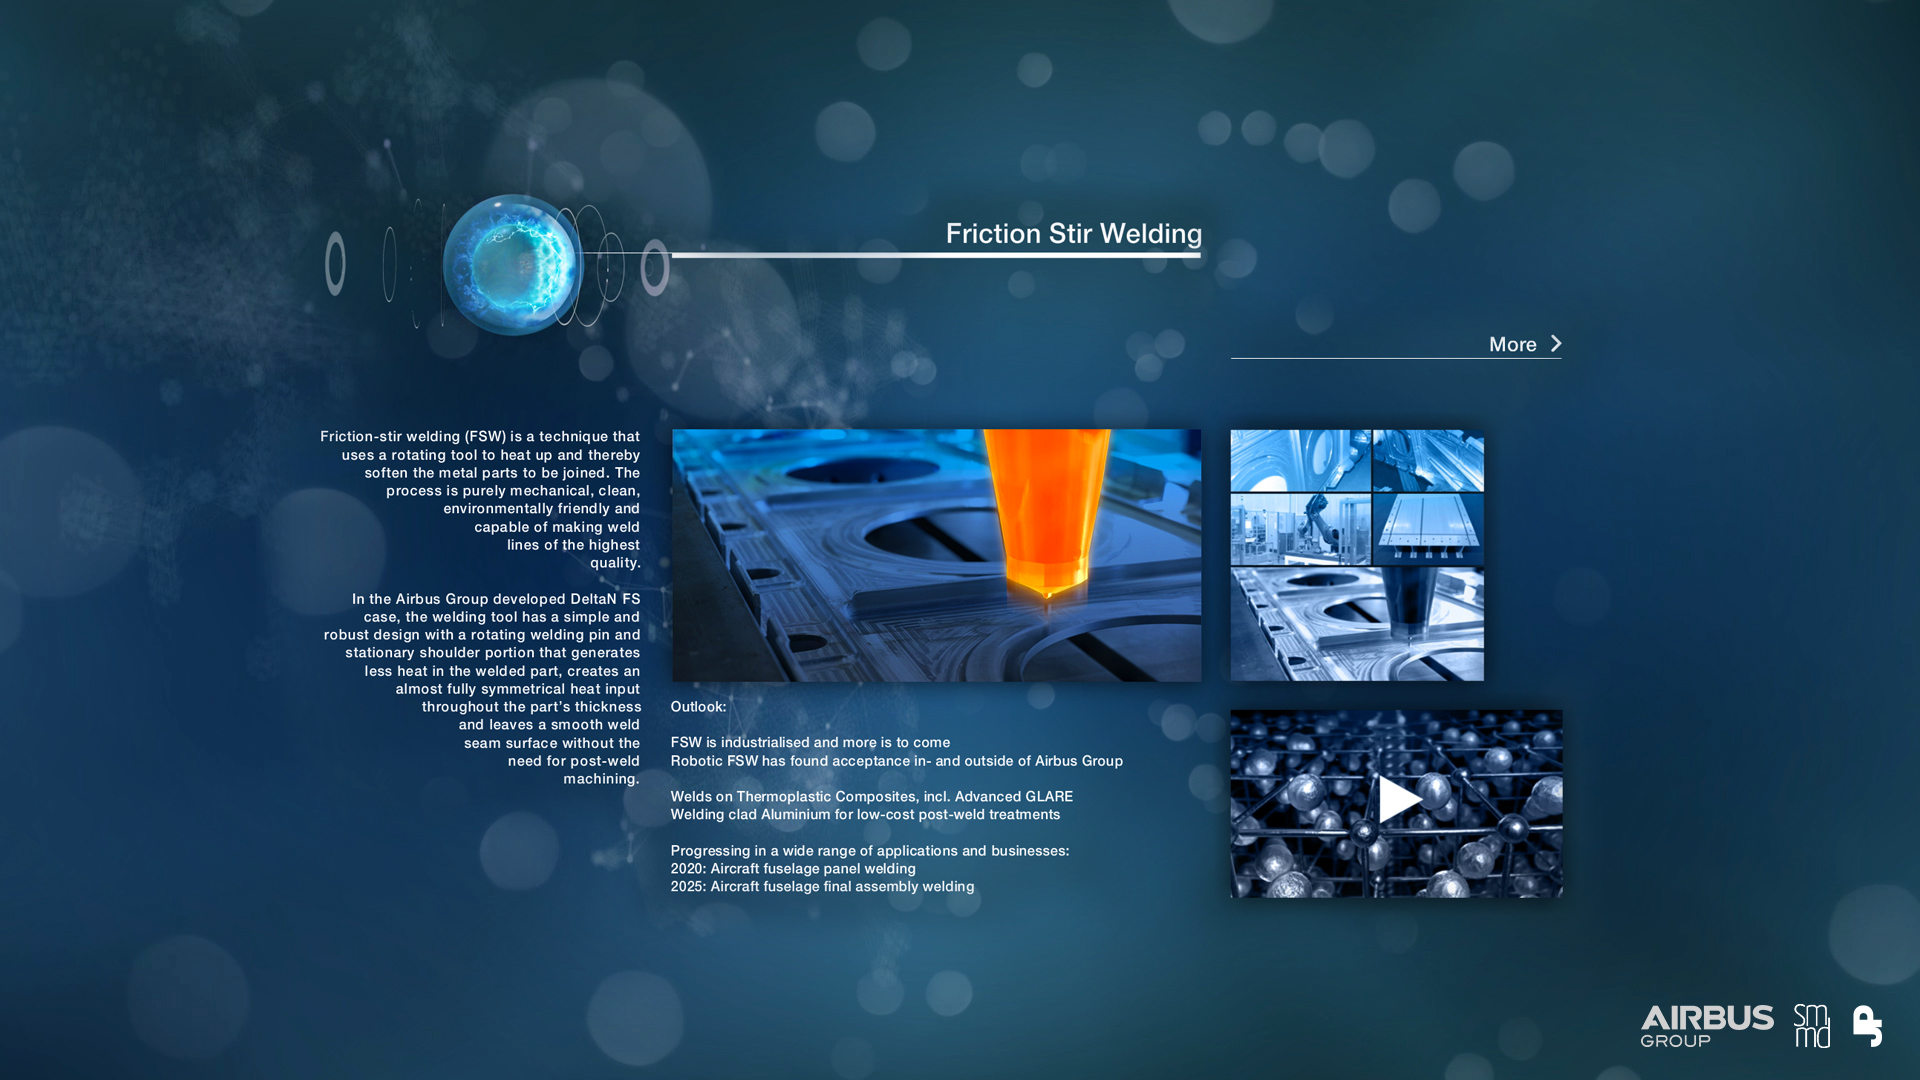 Friction Stir Welding
More
Friction-stir welding (FSW) is a technique that
uses a rotating tool to heat up and thereby
soften the metal parts to be joined. The
process is purely mechanical, clean,
environmentally friendly and
capable of making weld
lines of the highest
quality.
In the Airbus Group developed DeltaN FS
case, the welding tool has a simple and
robust design with a rotating welding pin and
stationary shoulder portion that generates
less heat in the welded part, creates an
almost fully symmetrical heat input
throughout the part's thickness
and leaves a smooth weld
seam surface without the
need for post-weld
machining.
Outlook:
FSW is industrialised and more is to come
Robotic FSW has found acceptance in- and outside of Airbus Group
Welds on Thermoplastic Composites, incl. Advanced GLARE
Welding clad Aluminium for low-cost post-weld treatments
Progressing in a wide range of applications and businesses:
2020: Aircraft fuselage panel welding
2025: Aircraft fuselage final assembly welding
AIRBUS
GROUP
sm
md